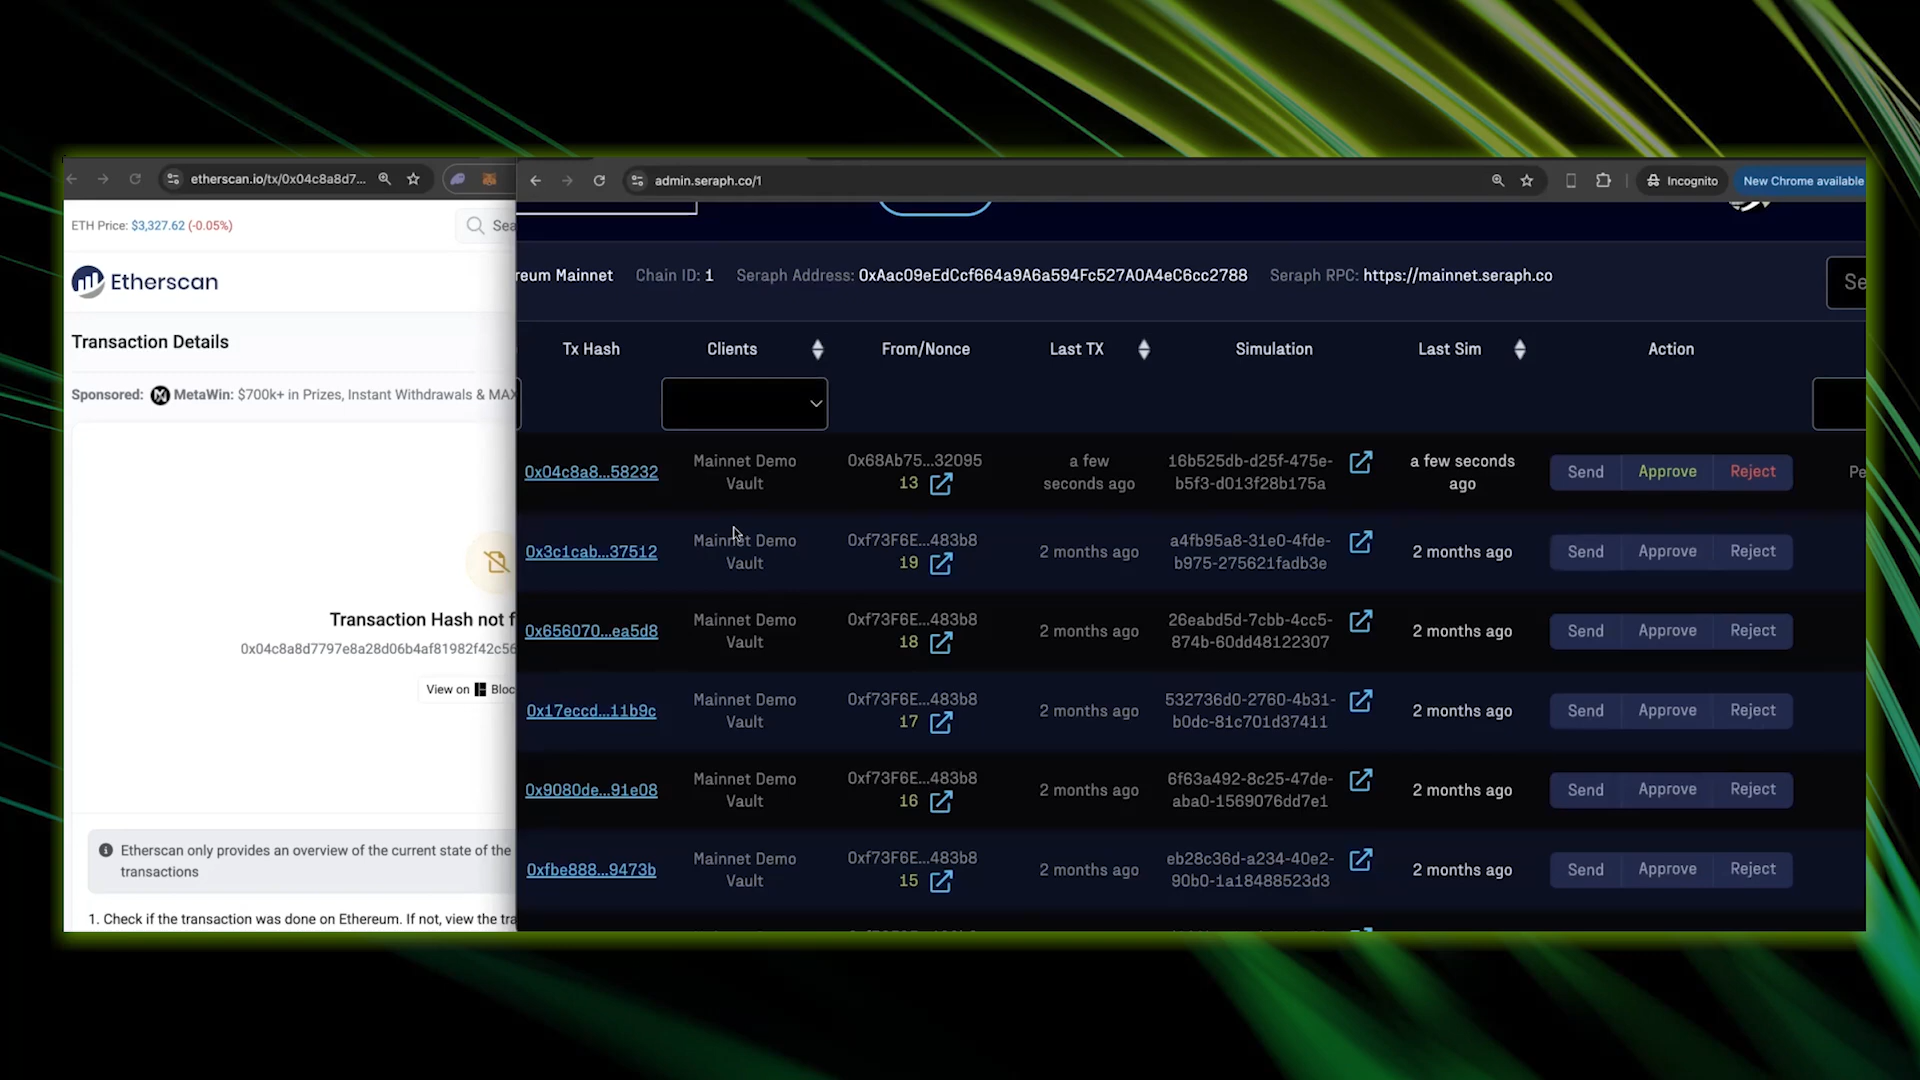 etherscan.io/tx/0x04c8a8d7...
ETH Price: $3,327.62 (-0.05%)
Sea
Etherscan
Transaction Details
Sponsored: MetaWin: $700k+ in Prizes, Instant Withdrawals & MAX
Transaction Hash not f
0x04c8a8d7797e8a28d06b4af81982f42c56
View on Bloc
Etherscan only provides an overview of the current state of the
transactions
1. Check if the transaction was done on Ethereum. If not, view the tra
admin.seraph.co/1
Incognito
New Chrome available
reum Mainnet Chain ID: 1 Seraph Address: 0xAac09eEdCcf664a9A6a594Fc527A0A4eC6cc2788 Seraph RPC: https://mainnet.seraph.co
Se
Tx Hash Clients From/Nonce Last TX Simulation Last Sim Action
0x04c8a8...58232 Mainnet Demo Vault 0x68Ab75...32095 13 a few seconds ago 16b525db-d25f-475e-b5f3-d013f28b175a a few seconds ago Send Approve Reject Pe
0x3c1cab...37512 Mainnet Demo Vault 0xf73F6E...483b8 19 2 months ago a4fb95a8-31e0-4fde-b975-275621fadb3e 2 months ago Send Approve Reject
0x656070...ea5d8 Mainnet Demo Vault 0xf73F6E...483b8 18 2 months ago 26eabd5d-7cbb-4cc5-874b-60dd48122307 2 months ago Send Approve Reject
0x17eccd...11b9c Mainnet Demo Vault 0xf73F6E...483b8 17 2 months ago 532736d0-2760-4b31-b0dc-81c701d37411 2 months ago Send Approve Reject
0x9080de...91e08 Mainnet Demo Vault 0xf73F6E...483b8 16 2 months ago 6f63a492-8c25-47de-aba0-1569076dd7e1 2 months ago Send Approve Reject
0xfbe888...9473b Mainnet Demo Vault 0xf73F6E...483b8 15 2 months ago eb28c36d-a234-40e2-90b0-1a18488523d3 2 months ago Send Approve Reject